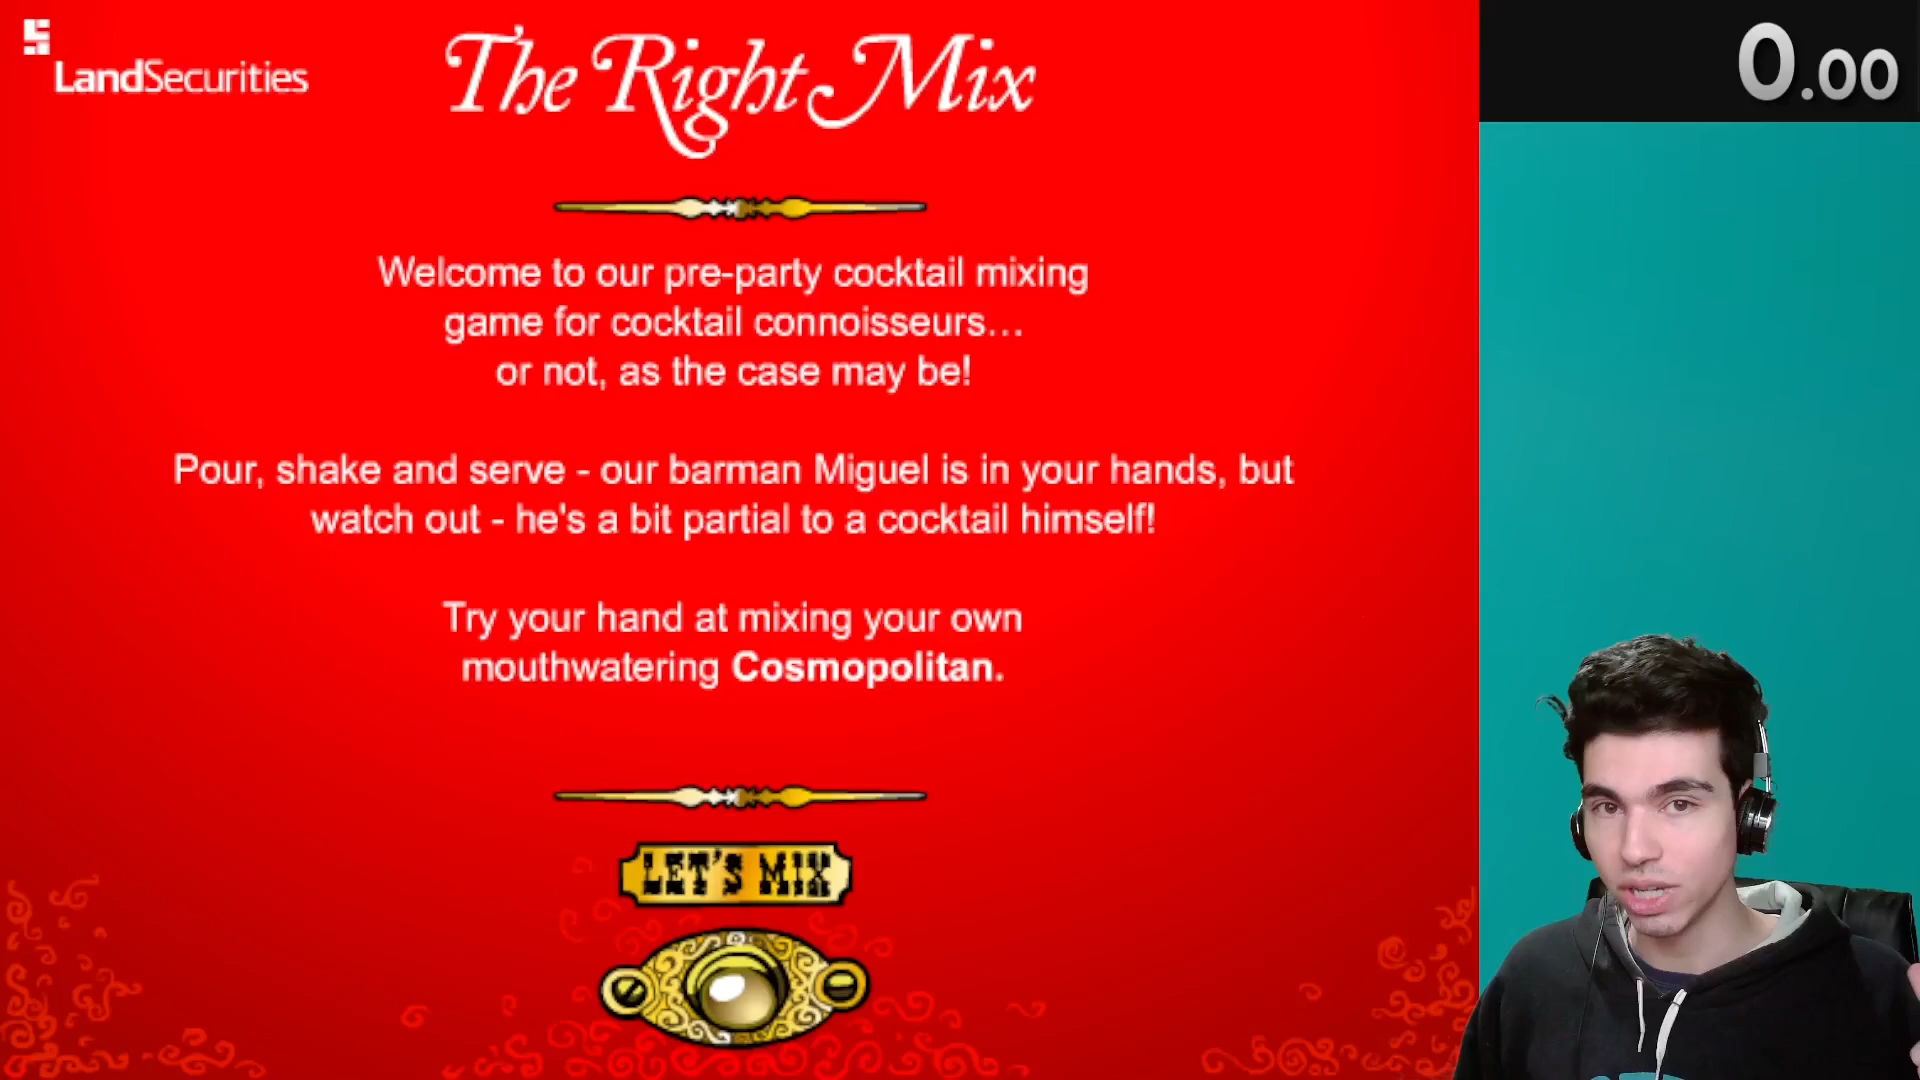 LandSecurities
The Right Mix
0.00
Welcome to our pre-party cocktail mixing
game for cocktail connoisseurs...
or not, as the case may be!
Pour, shake and serve - our barman Miguel is in your hands, but
watch out - he's a bit partial to a cocktail himself!
Try your hand at mixing your own
mouthwatering Cosmopolitan.
LET'S MIX